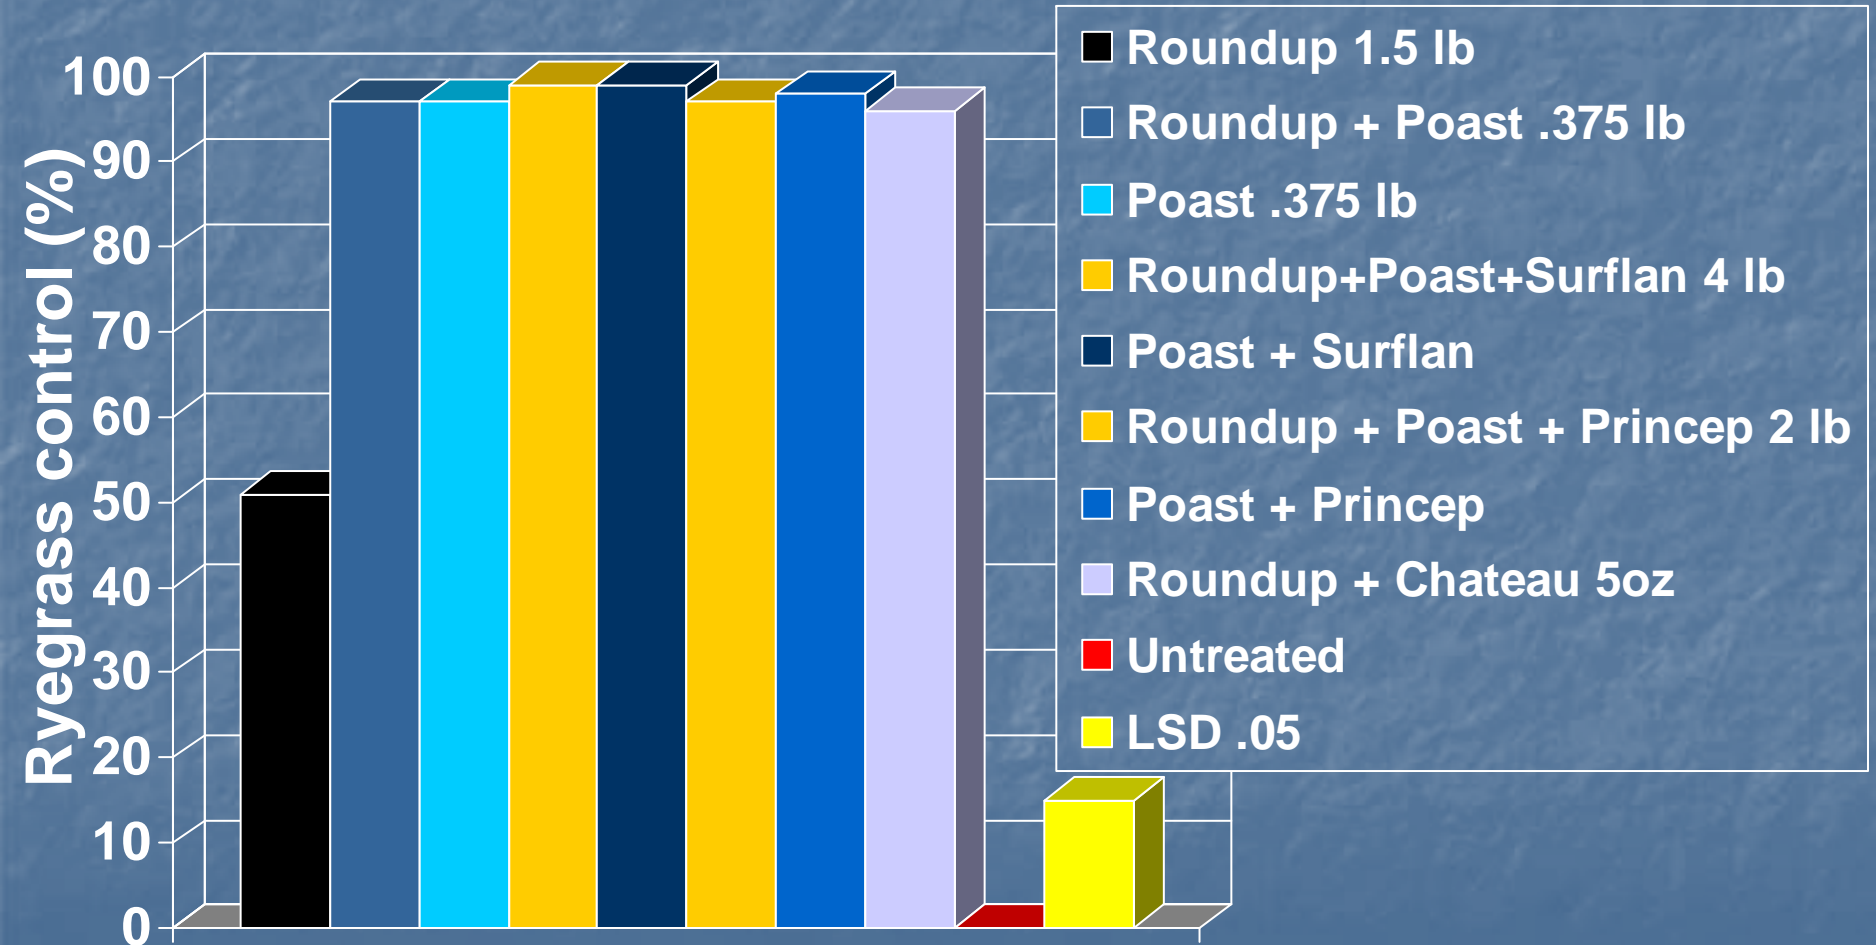 Ryegrass control (%)
100
90
80
70
60
50
40
30
20
10
0
Roundup 1.5 lb
Roundup + Poast .375 lb
Poast .375 lb
Roundup+Poast+Surflan 4 lb
Poast + Surflan
Roundup + Poast + Princep 2 lb
Poast + Princep
Roundup + Chateau 5oz
Untreated
LSD .05